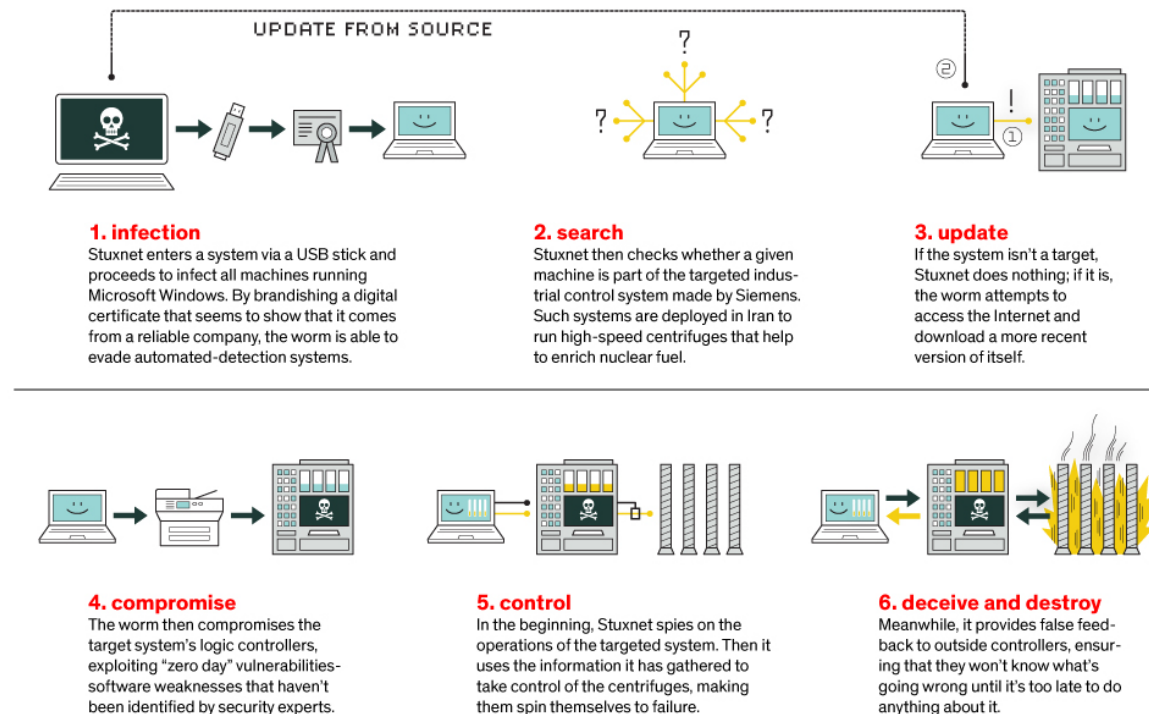 UPDATE FROM SOURCE
?
?
?
②
!
①
1. infection
Stuxnet enters a system via a USB stick and
proceeds to infect all machines running
Microsoft Windows. By brandishing a digital
certificate that seems to show that it comes
from a reliable company, the worm is able to
evade automated-detection systems.
2. search
Stuxnet then checks whether a given
machine is part of the targeted indus-
trial control system made by Siemens.
Such systems are deployed in Iran to
run high-speed centrifuges that help
to enrich nuclear fuel.
3. update
If the system isn’t a target,
Stuxnet does nothing; if it is,
the worm attempts to
access the Internet and
download a more recent
version of itself.
4. compromise
The worm then compromises the
target system’s logic controllers,
exploiting “zero day” vulnerabilities-
software weaknesses that haven’t
been identified by security experts.
5. control
In the beginning, Stuxnet spies on the
operations of the targeted system. Then it
uses the information it has gathered to
take control of the centrifuges, making
them spin themselves to failure.
6. deceive and destroy
Meanwhile, it provides false feed-
back to outside controllers, ensur-
ing that they won’t know what’s
going wrong until it’s too late to do
anything about it.